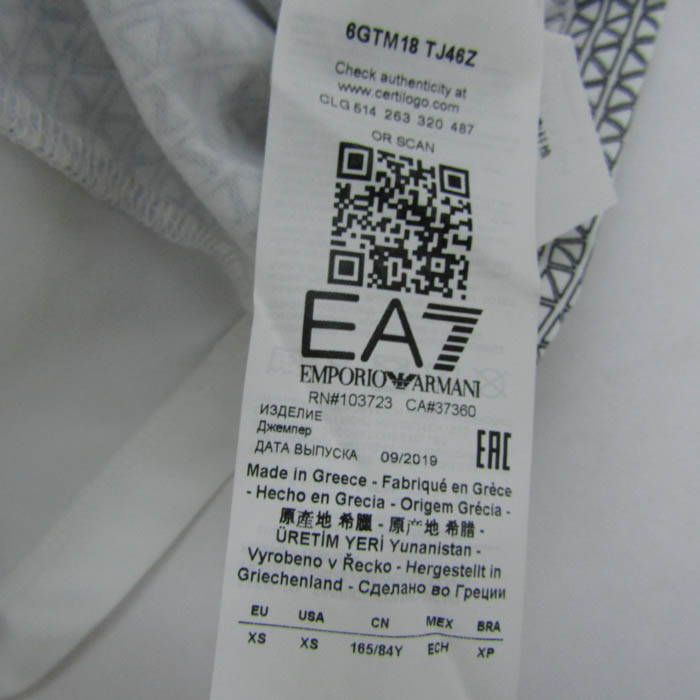 6GTM18 TJ46Z
Check authenticity at
www.certilogo.com
CLG 514 263 320 487
OR SCAN
EA7
EMPORIO ARMANI
RN#103723 CA#37360
ИЗДЕЛИЕ
Джемпер
ДАТА ВЫПУСКА 09/2019
EAC
Made in Greece - Fabriqué en Grèce
- Hecho en Grecia - Origem Grécia -
原產地 希臘 - 原产地 希腊 -
ÜRETİM YERİ Yunanistan -
Vyrobeno v Řecko - Hergestellt in
Griechenland - Сделано во Греции
EU USA CN MEX BRA
XS XS 165/84Y ECH XP